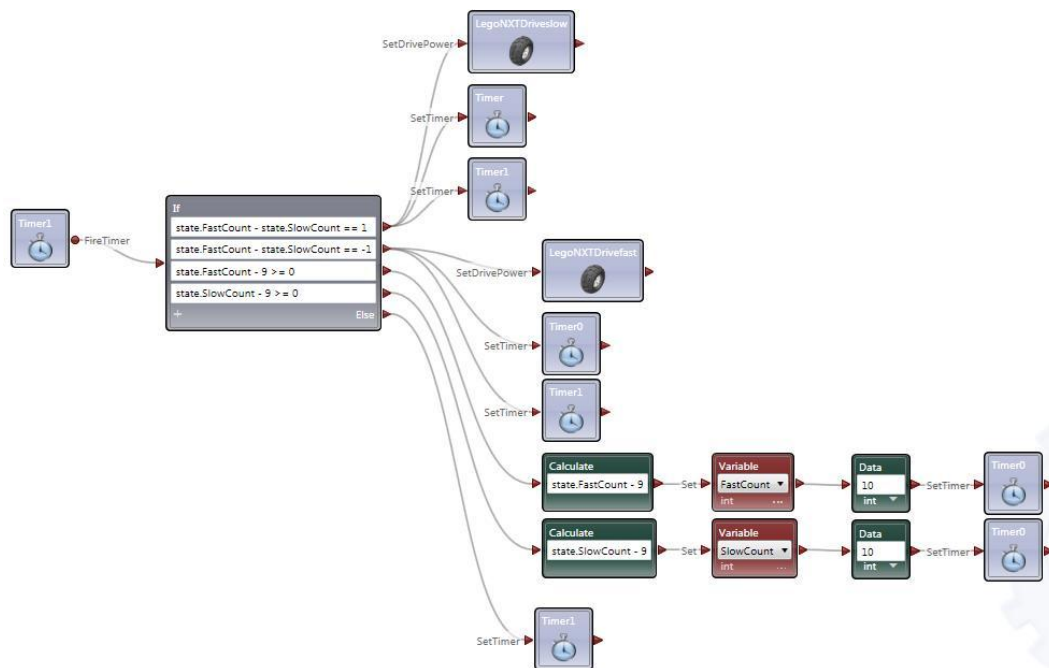 LegoNXTDriveslow
SetDrivePower
Timer
SetTimer
Timer1
SetTimer
Timer1
FireTimer
If
state.FastCount - state.SlowCount == 1
state.FastCount - state.SlowCount == -1
state.FastCount - 9 >= 0
state.SlowCount - 9 >= 0
+ Else
LegoNXTDrivefast
SetDrivePower
Timer0
SetTimer
Timer1
SetTimer
Calculate
state.FastCount - 9
Set
Variable
FastCount
int ...
Data
10
int
SetTimer
Timer0
Calculate
state.SlowCount - 9
Set
Variable
SlowCount
int ...
Data
10
int
SetTimer
Timer0
Timer1
SetTimer